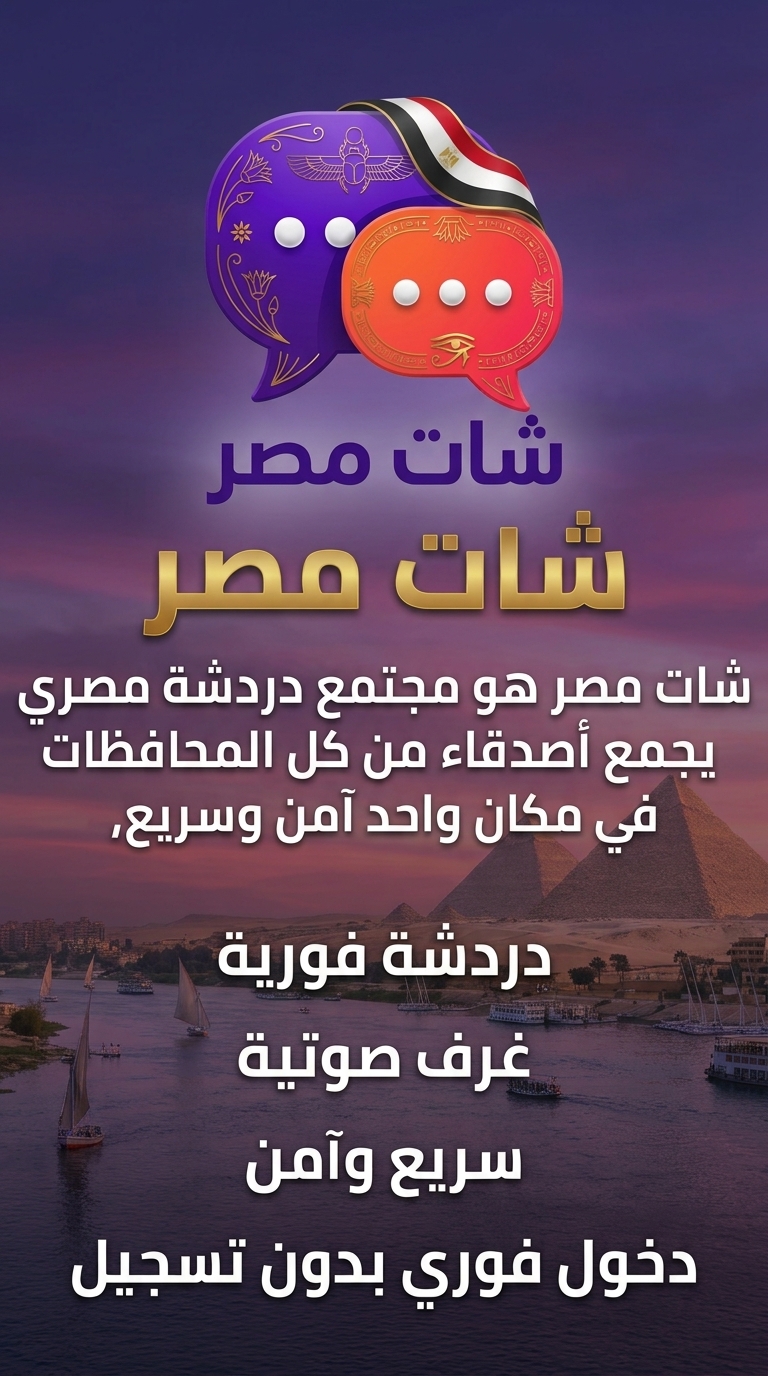 شات مصر
شات مصر
شات مصر هو مجتمع دردشة مصري
يجمع أصدقاء من كل المحافظات
في مكان واحد آمن وسريع,
دردشة فورية
غرف صوتية
سريع وآمن
دخول فوري بدون تسجيل